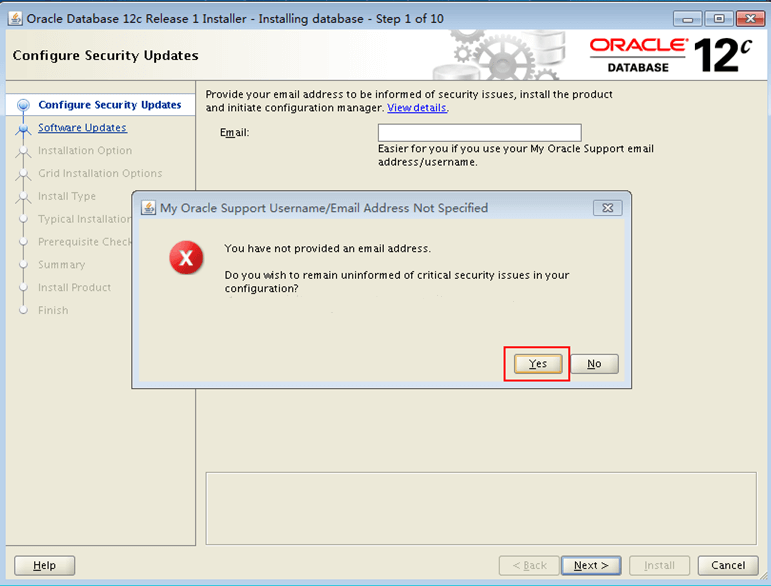 Oracle Database 12c Release 1 Installer - Installing database - Step 1 of 10
Configure Security Updates
ORACLE®
DATABASE
12c
Configure Security Updates
Software Updates
Installation Option
Grid Installation Options
Install Type
Typical Installation
Prerequisite Check
Summary
Install Product
Finish
Provide your email address to be informed of security issues, install the product
and initiate configuration manager. View details.
Email:
Easier for you if you use your My Oracle Support email
address/username.
My Oracle Support Username/Email Address Not Specified
You have not provided an email address.
Do you wish to remain uninformed of critical security issues in your
configuration?
Yes
No
Help
< Back
Next >
Install
Cancel